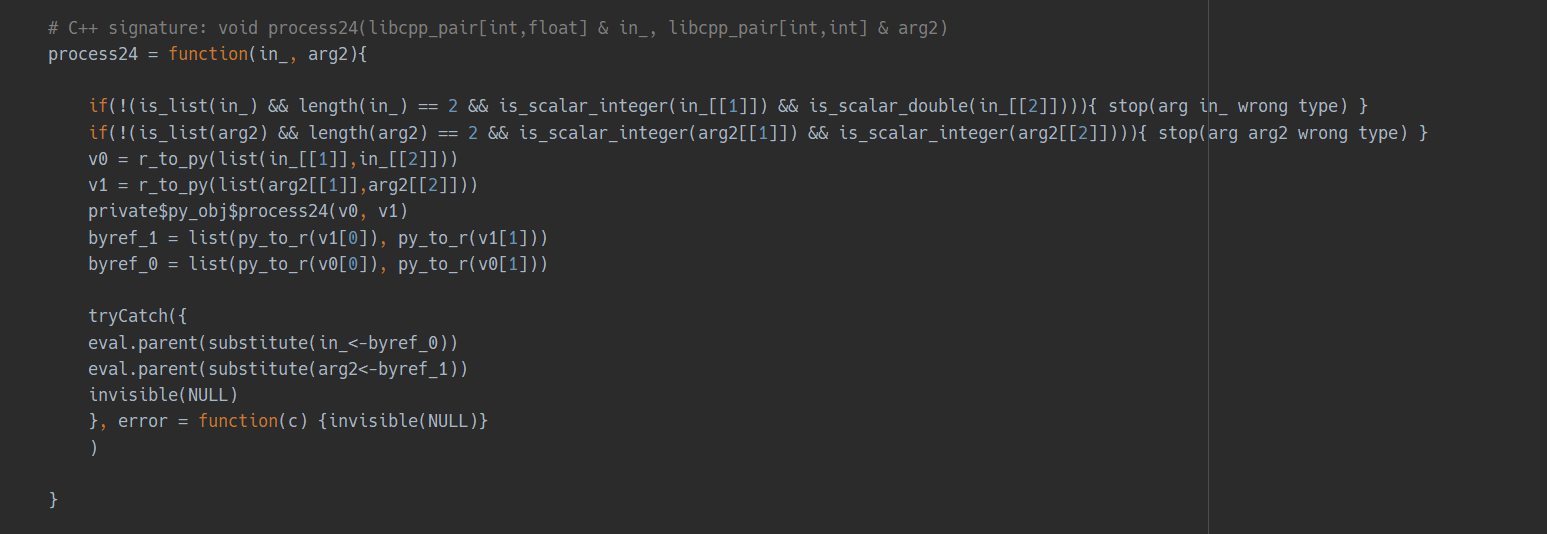 # C++ signature: void process24(libcpp_pair[int,float] & in_, libcpp_pair[int,int] & arg2)
process24 = function(in_, arg2){
if(!(is_list(in_) && length(in_) == 2 && is_scalar_integer(in_[[1]]) && is_scalar_double(in_[[2]]))){ stop(arg in_ wrong type) }
if(!(is_list(arg2) && length(arg2) == 2 && is_scalar_integer(arg2[[1]]) && is_scalar_integer(arg2[[2]]))){ stop(arg arg2 wrong type) }
v0 = r_to_py(list(in_[[1]],in_[[2]]))
v1 = r_to_py(list(arg2[[1]],arg2[[2]]))
private$py_obj$process24(v0, v1)
byref_1 = list(py_to_r(v1[0]), py_to_r(v1[1]))
byref_0 = list(py_to_r(v0[0]), py_to_r(v0[1]))
tryCatch({
eval.parent(substitute(in_<-byref_0))
eval.parent(substitute(arg2<-byref_1))
invisible(NULL)
}, error = function(c) {invisible(NULL)}
)
}